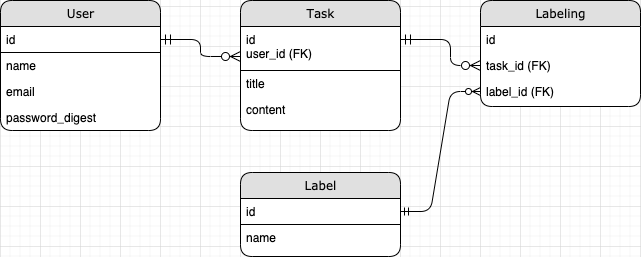 User
id
name
email
password_digest
Task
id
user_id (FK)
title
content
Labeling
id
task_id (FK)
label_id (FK)
Label
id
name